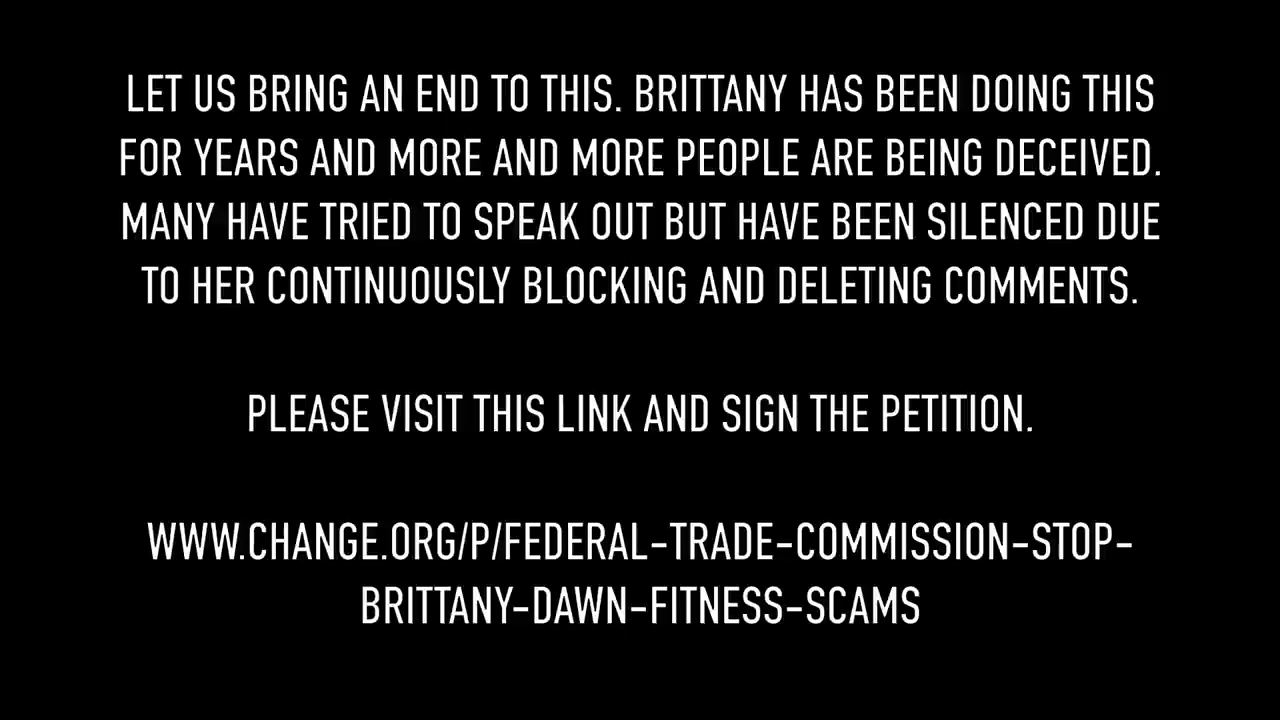 LET US BRING AN END TO THIS. BRITTANY HAS BEEN DOING THIS
FOR YEARS AND MORE AND MORE PEOPLE ARE BEING DECEIVED.
MANY HAVE TRIED TO SPEAK OUT BUT HAVE BEEN SILENCED DUE
TO HER CONTINUOUSLY BLOCKING AND DELETING COMMENTS.
PLEASE VISIT THIS LINK AND SIGN THE PETITION.
WWW.CHANGE.ORG/P/FEDERAL-TRADE-COMMISSION-STOP-
BRITTANY-DAWN-FITNESS-SCAMS